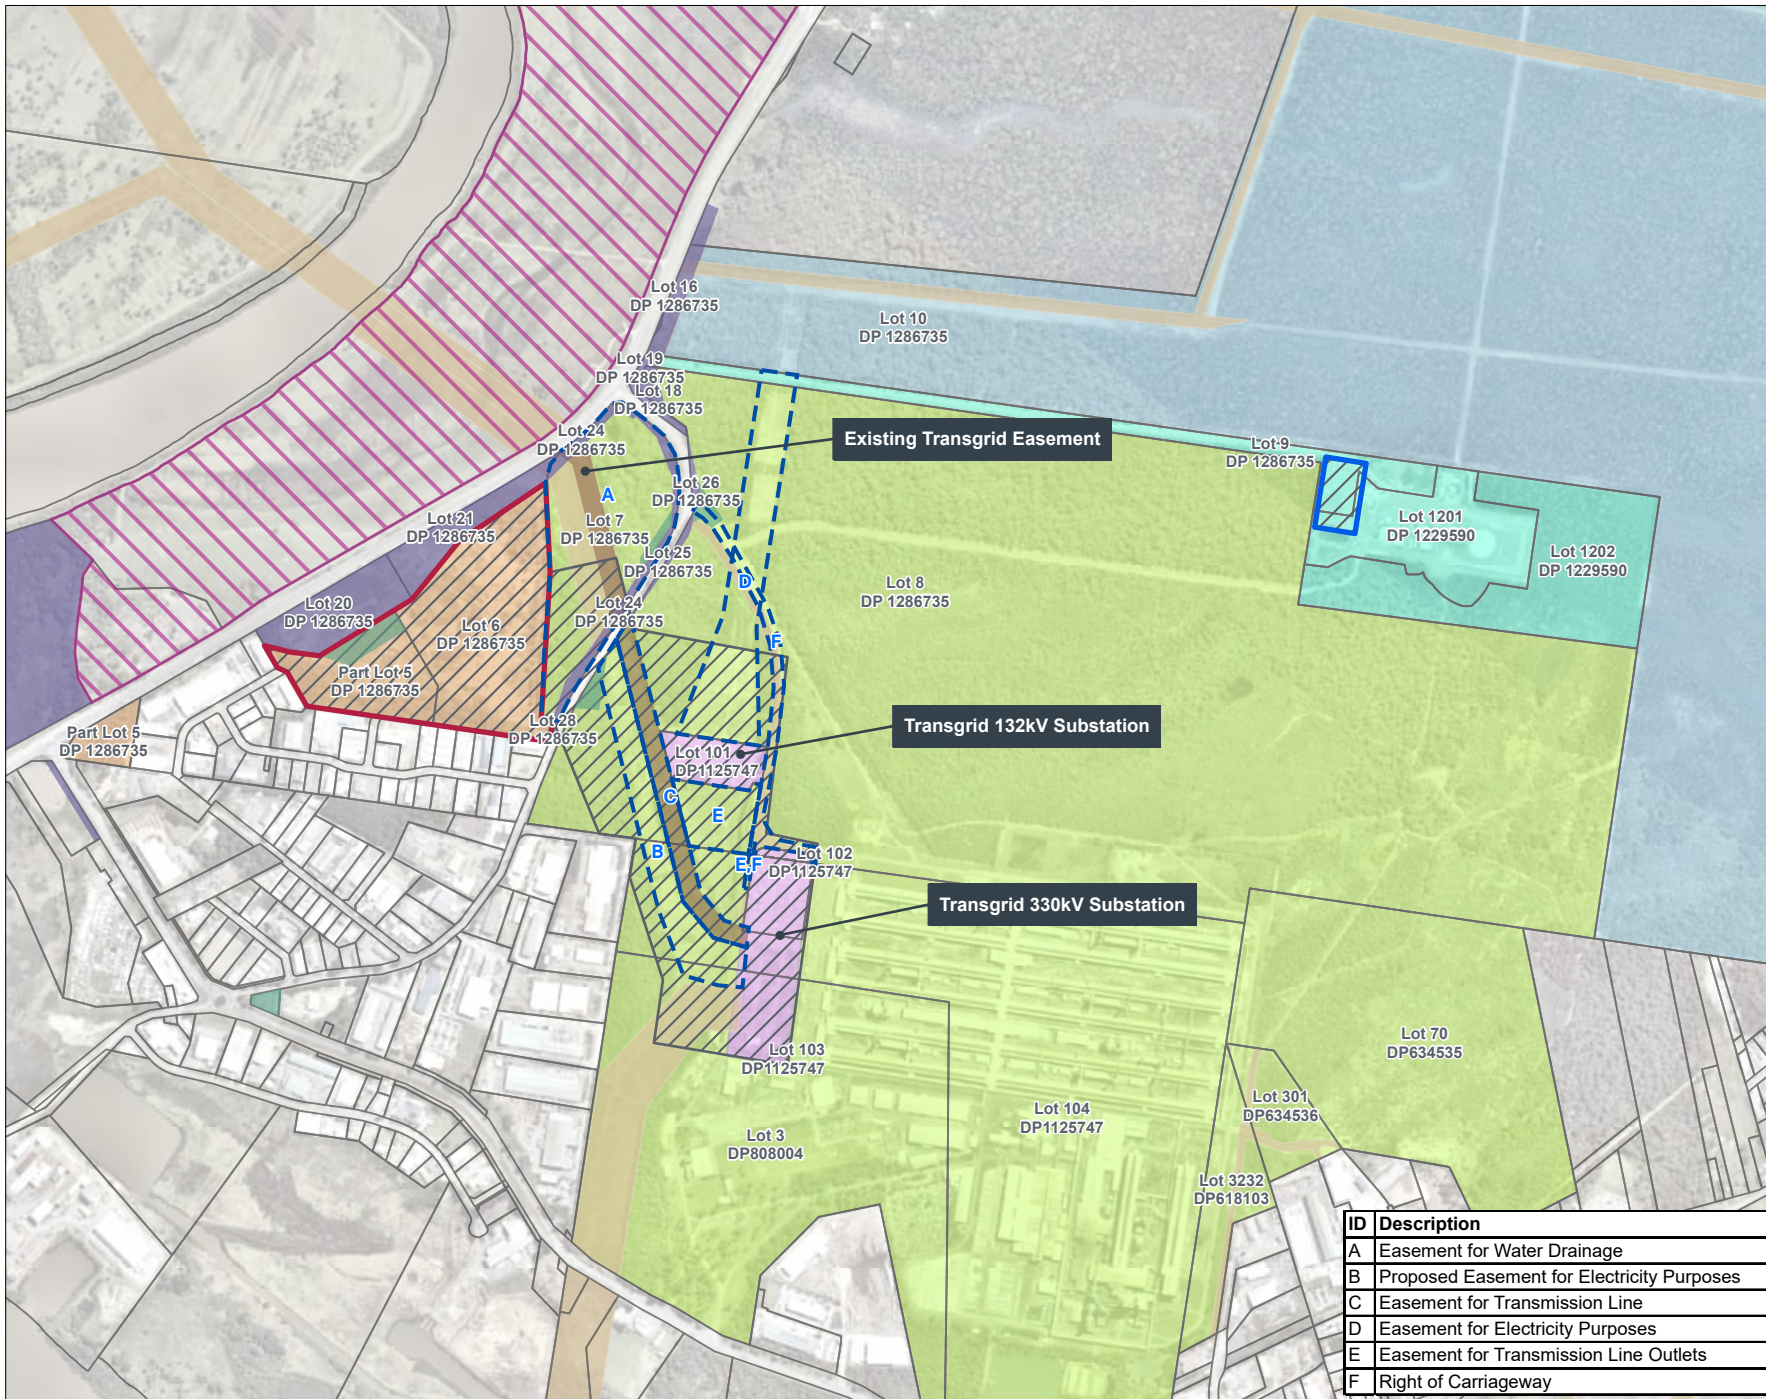 Lot 16
DP 1286735
Lot 10
DP 1286735
Lot 19
DP 1286735
Lot 18
DP 1286735
Lot 24
DP 1286735
Existing Transgrid Easement
Lot 9
DP 1286735
Lot 26
DP 1286735
A
Lot 21
DP 1286735
Lot 7
DP 1286735
Lot 1201
DP 1229590
Lot 1202
DP 1229590
Lot 25
DP 1286735
D
Lot 8
DP 1286735
Lot 20
DP 1286735
Lot 24
DP 1286735
Lot 6
DP 1286735
F
Part Lot 5
DP 1286735
Lot 28
DP 1286735
Transgrid 132kV Substation
Part Lot 5
DP 1286735
Lot 101
DP1125747
C
E
B
E,F
Lot 102
DP1125747
Transgrid 330kV Substation
Lot 103
DP1125747
Lot 70
DP634535
Lot 301
DP634536
Lot 104
DP1125747
Lot 3
DP808004
Lot 3232
DP618103
ID Description
A Easement for Water Drainage
B Proposed Easement for Electricity Purposes
C Easement for Transmission Line
D Easement for Electricity Purposes
E Easement for Transmission Line Outlets
F Right of Carriageway